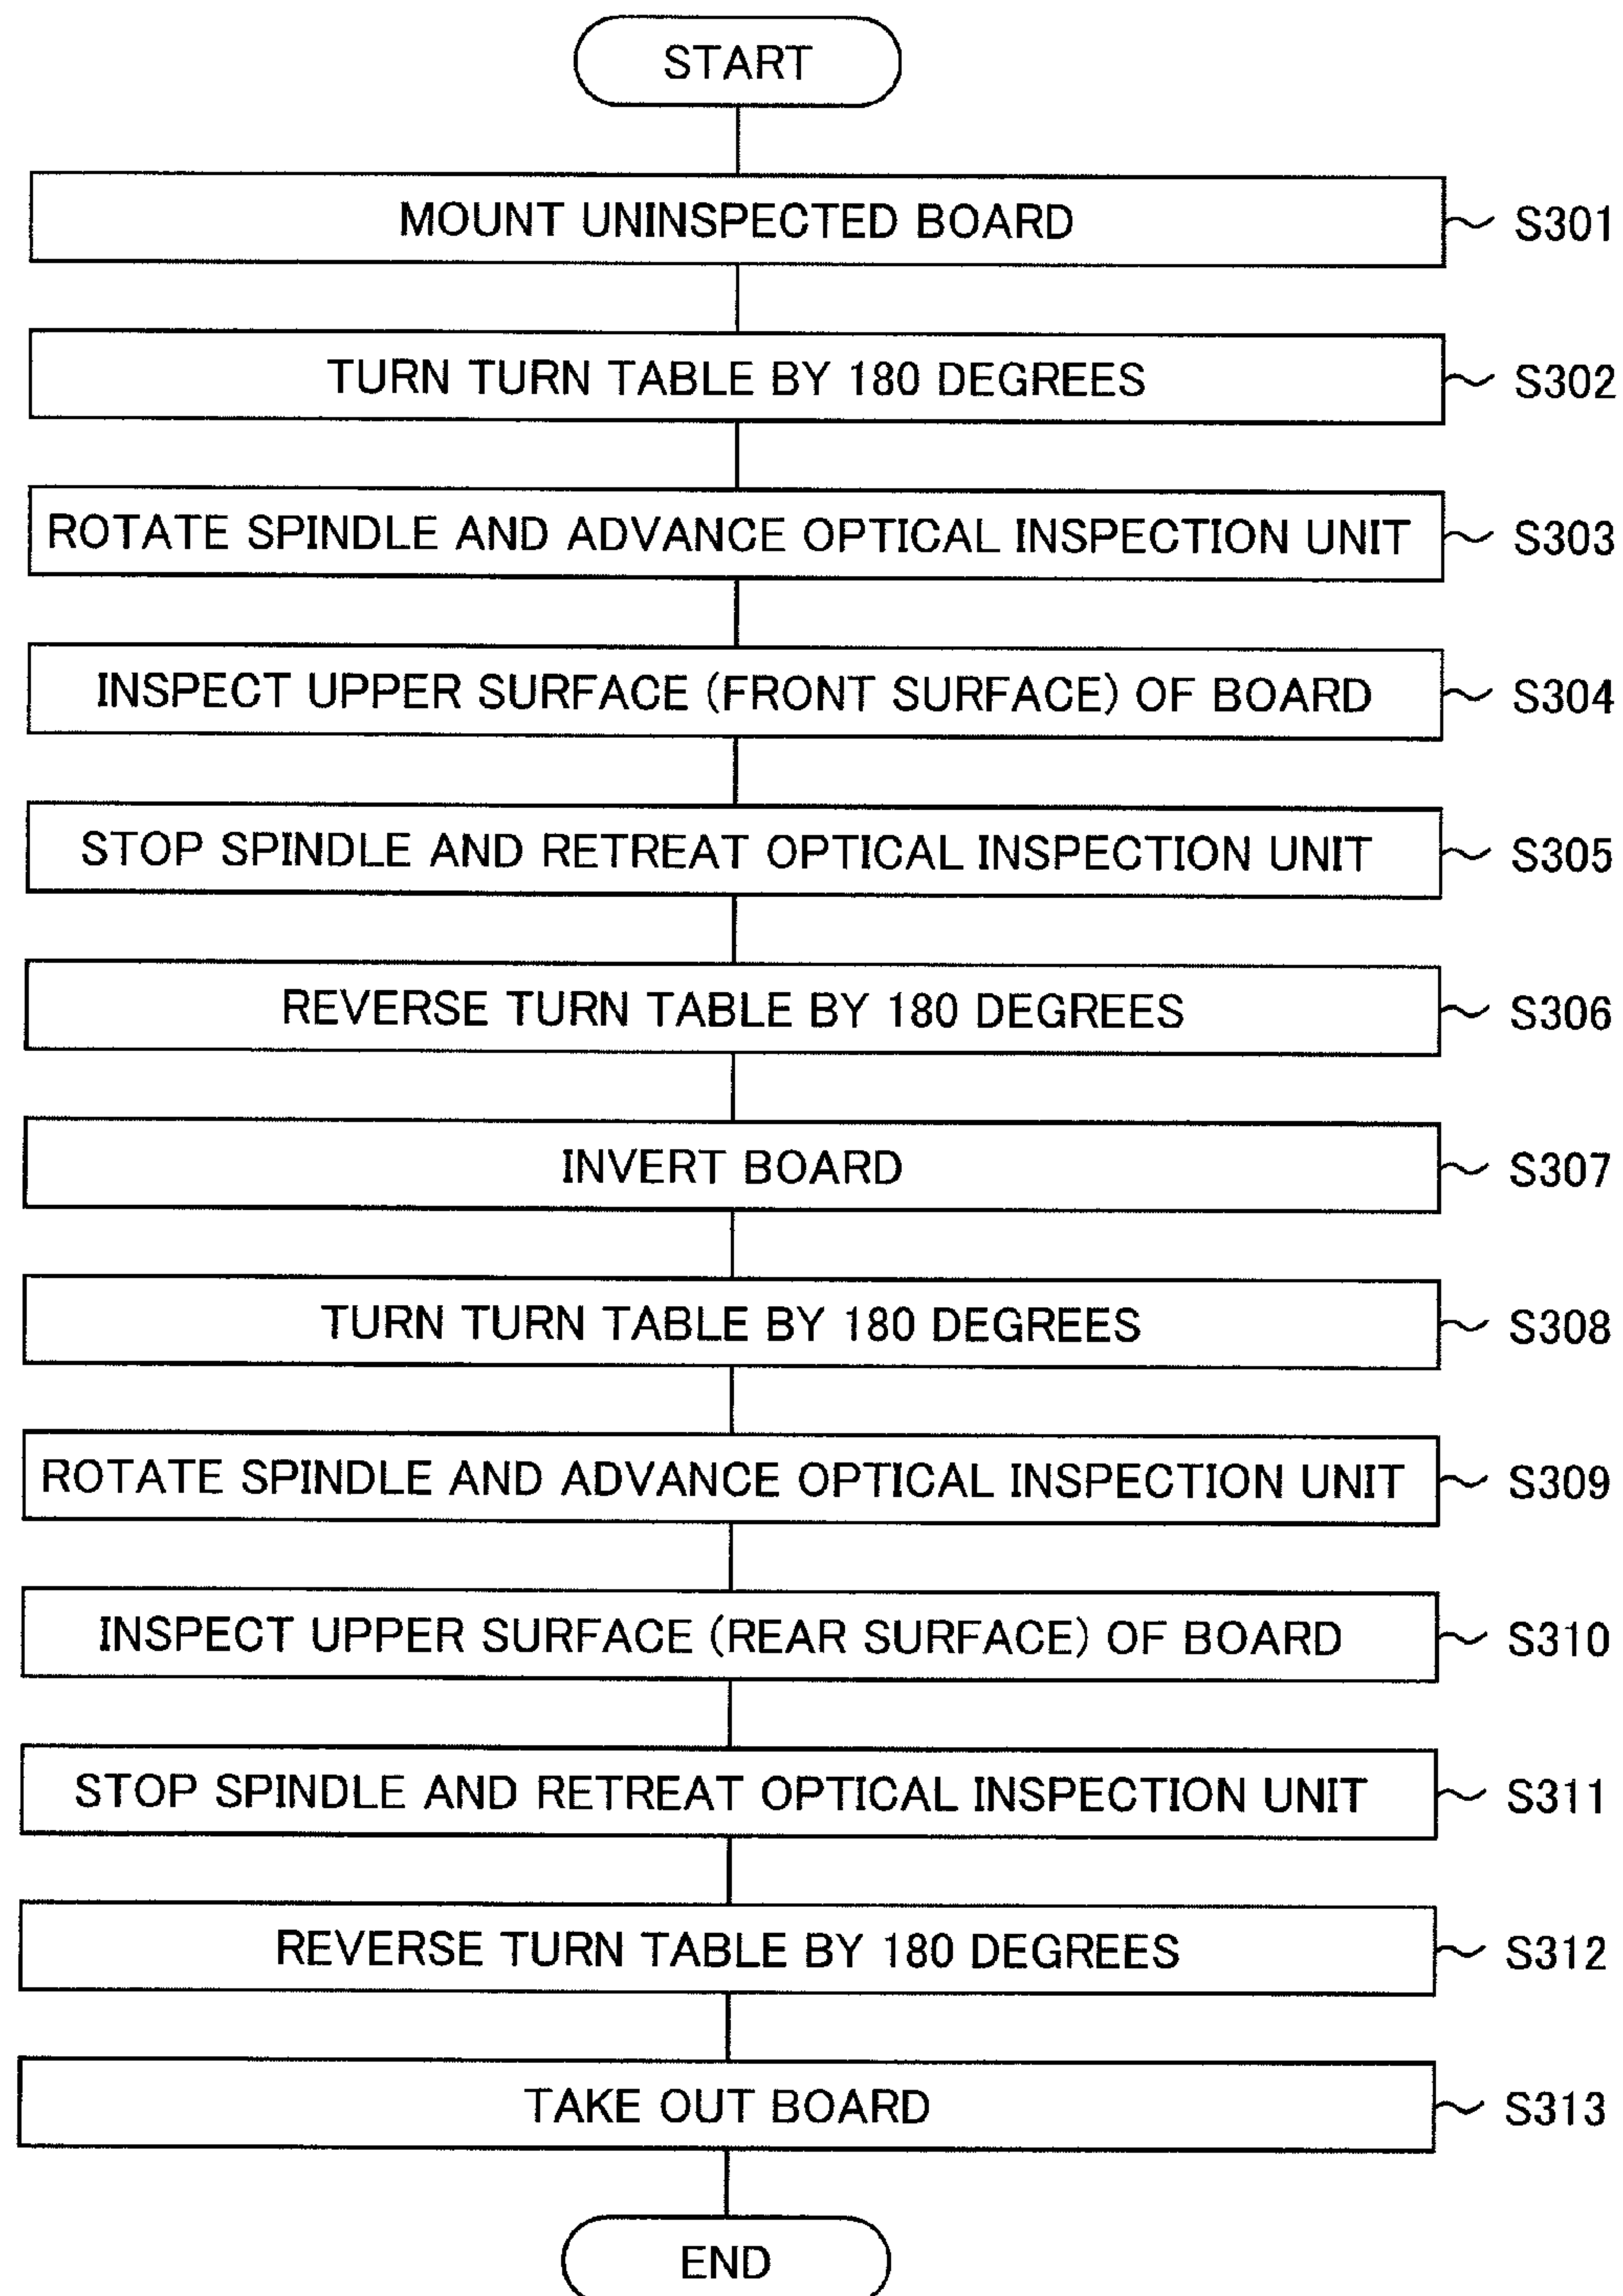 START
MOUNT UNINSPECTED BOARD S301
TURN TURN TABLE BY 180 DEGREES S302
ROTATE SPINDLE AND ADVANCE OPTICAL INSPECTION UNIT S303
INSPECT UPPER SURFACE (FRONT SURFACE) OF BOARD S304
STOP SPINDLE AND RETREAT OPTICAL INSPECTION UNIT S305
REVERSE TURN TABLE BY 180 DEGREES S306
INVERT BOARD S307
TURN TURN TABLE BY 180 DEGREES S308
ROTATE SPINDLE AND ADVANCE OPTICAL INSPECTION UNIT S309
INSPECT UPPER SURFACE (REAR SURFACE) OF BOARD S310
STOP SPINDLE AND RETREAT OPTICAL INSPECTION UNIT S311
REVERSE TURN TABLE BY 180 DEGREES S312
TAKE OUT BOARD S313
END